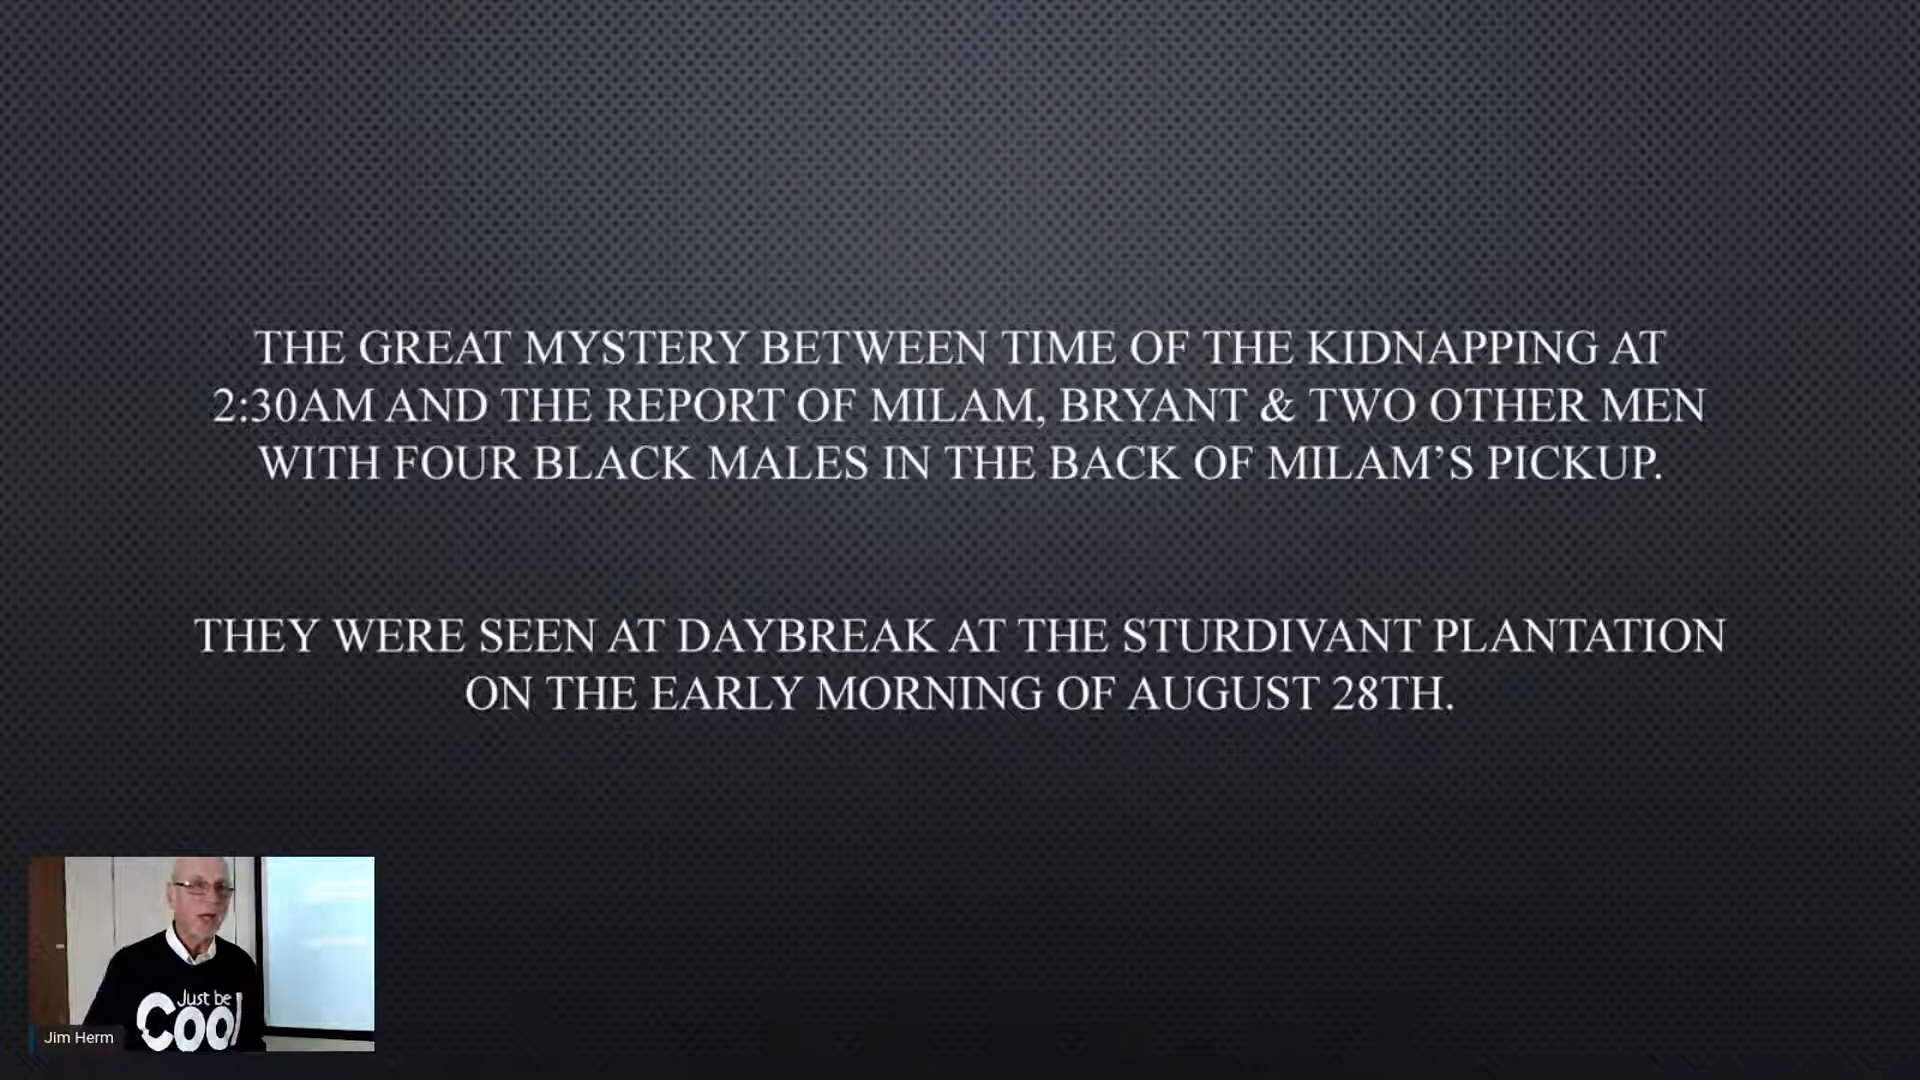 THE GREAT MYSTERY BETWEEN TIME OF THE KIDNAPPING AT
2:30AM AND THE REPORT OF MILAM, BRYANT & TWO OTHER MEN
WITH FOUR BLACK MALES IN THE BACK OF MILAM’S PICKUP.
THEY WERE SEEN AT DAYBREAK AT THE STURDIVANT PLANTATION
ON THE EARLY MORNING OF AUGUST 28TH.
Just be
Cool
Jim Herm